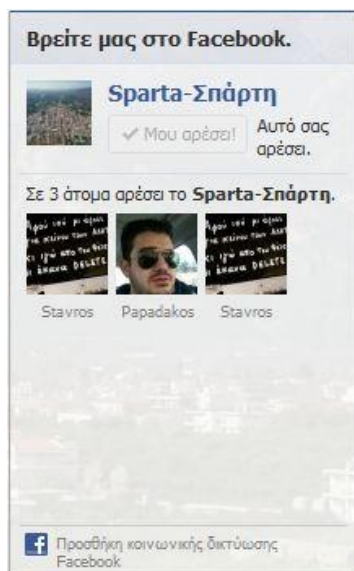 Βρείτε μας στο Facebook.
Sparta-Σπάρτη
Μου αρέσει!
Αυτό σας
αρέσει.
Σε 3 άτομα αρέσει το Sparta-Σπάρτη.
Stavros Papadakos Stavros
Προσθήκη κοινωνικής δικτύωσης
Facebook